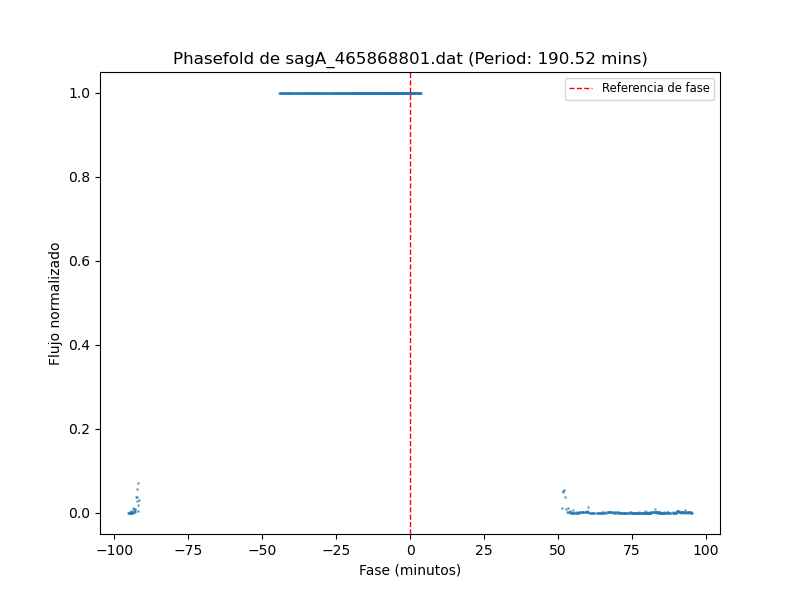 Phasefold de sagA_465868801.dat (Period: 190.52 mins)
Referencia de fase
Flujo normalizado
1.0
0.8
0.6
0.4
0.2
0.0
−100 −75 −50 −25 0 25 50 75 100
Fase (minutos)